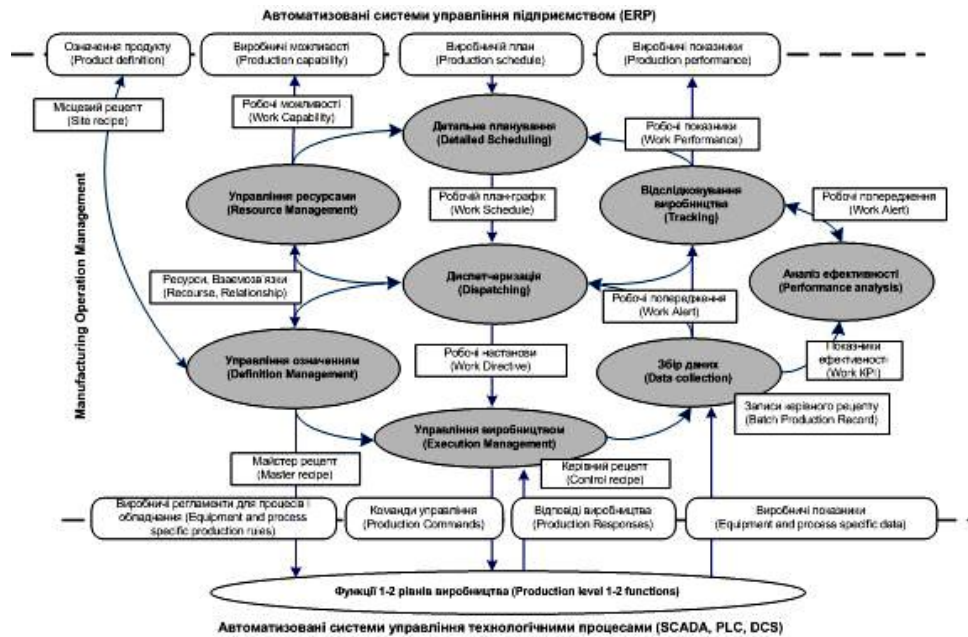 Автоматизовані системи управління підприємством (ERP)
Означення продукту
(Product definition)
Виробничі можливості
(Production capability)
Виробничій план
(Production schedule)
Виробничі показники
(Production performance)
Місцевий рецепт
(Site recipe)
Робочі можливості
(Work Capability)
Детальне планування
(Detailed Scheduling)
Робочі показники
(Work Performance)
Управління ресурсами
(Resource Management)
Робочій план-графік
(Work Schedule)
Відслідковування
виробництва
(Tracking)
Робочі попередження
(Work Alert)
Manufacturing Operation Management
Ресурси, Взаємозв'язки
(Recourse, Relationship)
Диспетчеризація
(Dispatching)
Робочі попередження
(Work Alert)
Аналіз ефективності
(Performance analysis)
Управління означенням
(Definition Management)
Робочі настанови
(Work Directive)
Збір даних
(Data collection)
Показники
ефективності
(Work KPI)
Управління виробництвом
(Execution Management)
Записи керівного рецепту
(Batch Production Record)
Майстер рецепт
(Master recipe)
Керівний рецепт
(Control recipe)
Виробничі регламенти для процесів і
обладнання (Equipment and process
specific production rules)
Команди управління
(Production Commands)
Відповіді виробництва
(Production Responses)
Виробничі показники
(Equipment and process specific data)
Функції 1-2 рівнів виробництва (Production level 1-2 functions)
Автоматизовані системи управління технологічними процесами (SCADA, PLC, DCS)